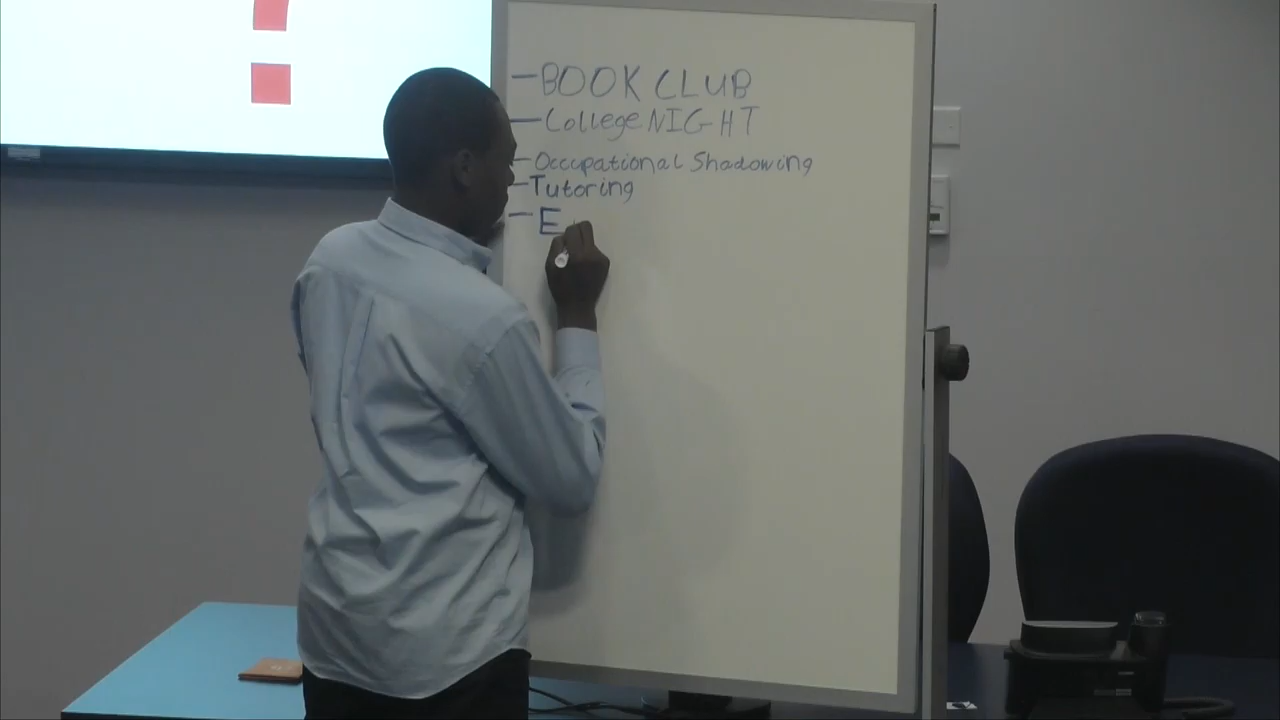 - BOOK CLUB
- College NIGHT
- Occupational Shadowing
- Tutoring
- E